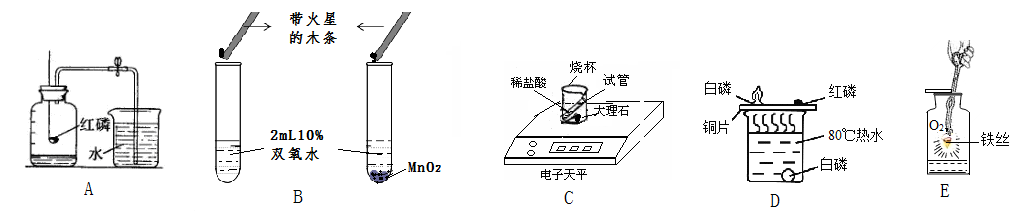 红磷
水
A
带火星
的木条
2mL10%
双氧水
MnO2
B
烧杯
稀盐酸
试管
大理石
电子天平
C
白磷
红磷
铜片
80℃热水
白磷
D
O2
铁丝
E